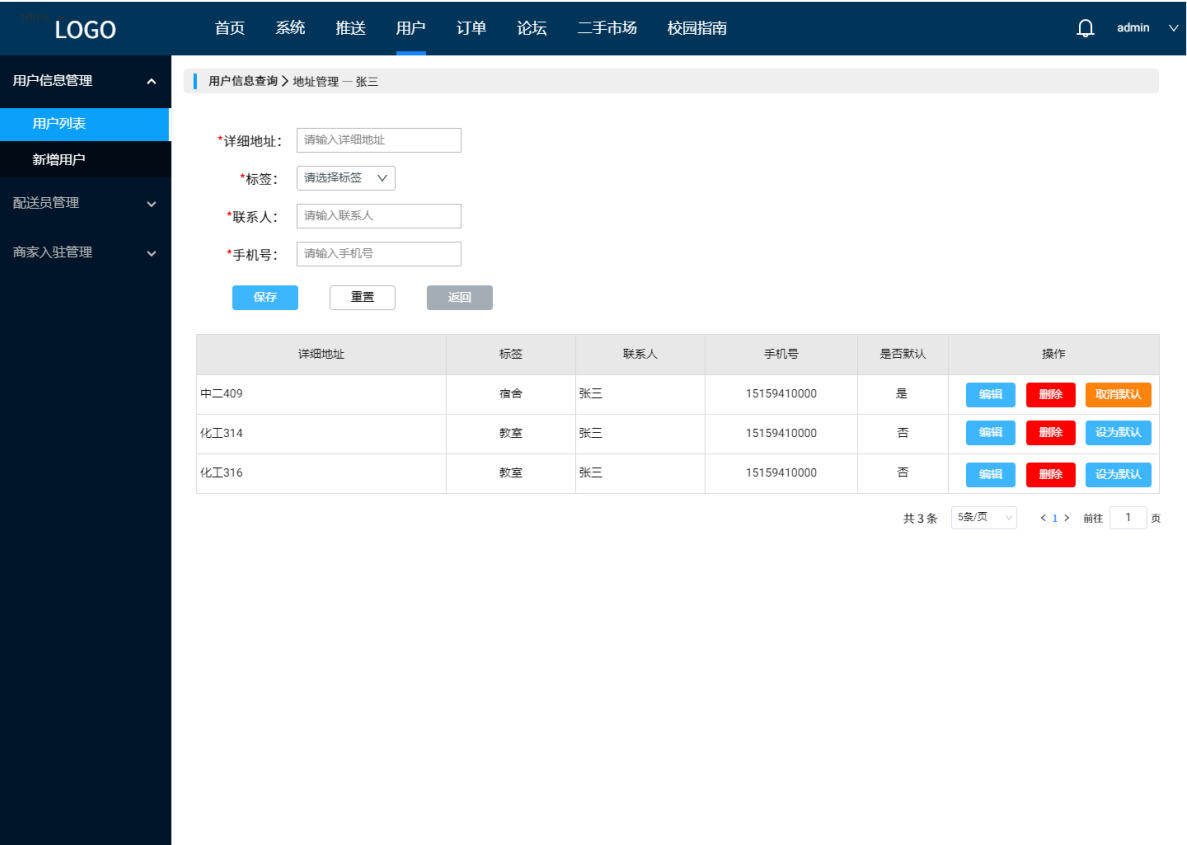 LOGO 首页 系统 推送 用户 订单 论坛 二手市场 校园指南 admin
用户信息管理
用户列表
新增用户
配送员管理
商家入驻管理
用户信息查询 > 地址管理 — 张三
*详细地址: 请输入详细地址
*标签: 请选择标签
*联系人: 请输入联系人
*手机号: 请输入手机号
保存 重置 返回
详细地址 标签 联系人 手机号 是否默认 操作
中二409 宿舍 张三 15159410000 是 编辑 删除 取消默认
化工314 教室 张三 15159410000 否 编辑 删除 设为默认
化工316 教室 张三 15159410000 否 编辑 删除 设为默认
共 3 条 5条/页 < 1 > 前往 1 页